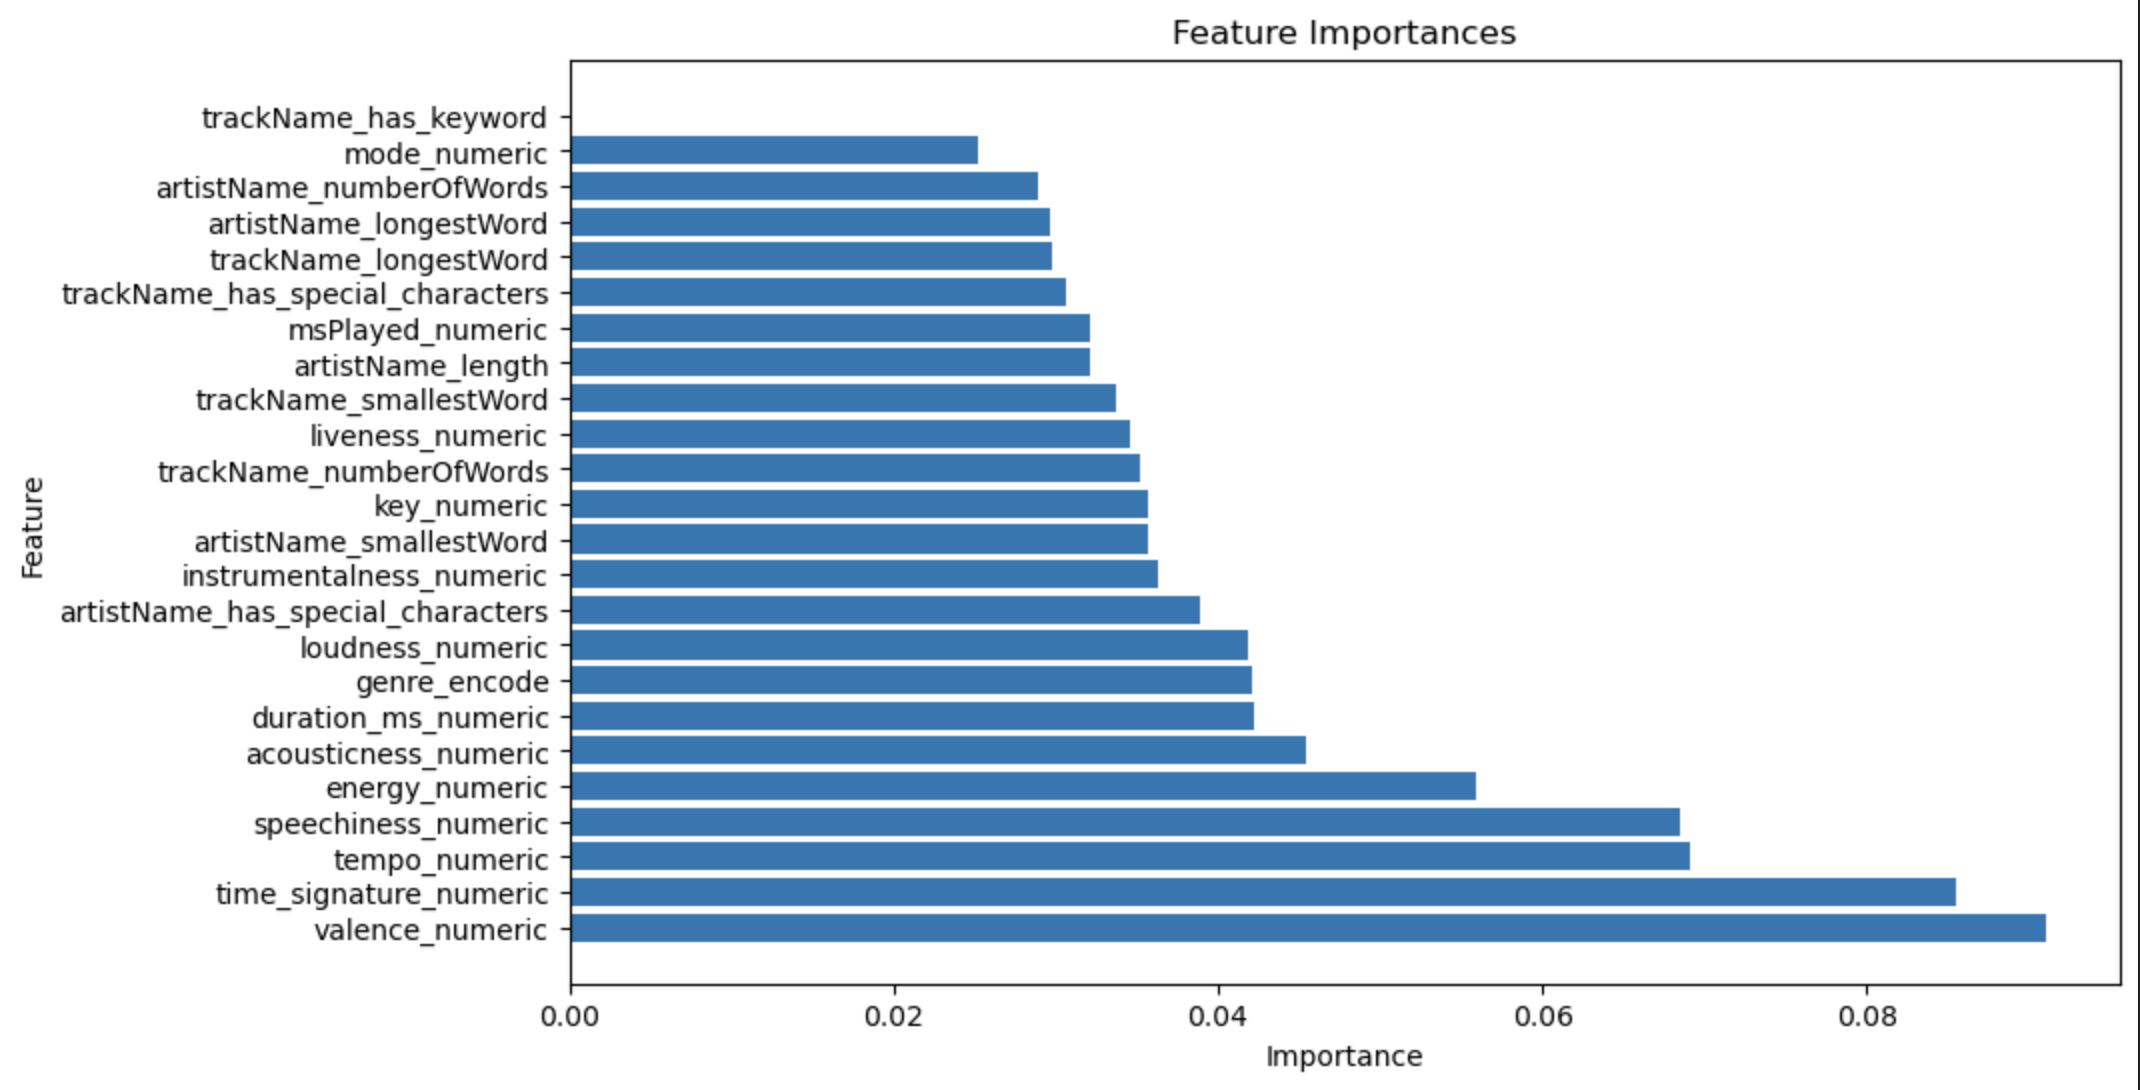 Feature Importances
trackName_has_keyword
mode_numeric
artistName_numberOfWords
artistName_longestWord
trackName_longestWord
trackName_has_special_characters
msPlayed_numeric
artistName_length
trackName_smallestWord
liveness_numeric
trackName_numberOfWords
key_numeric
artistName_smallestWord
instrumentalness_numeric
artistName_has_special_characters
loudness_numeric
genre_encode
duration_ms_numeric
acousticness_numeric
energy_numeric
speechiness_numeric
tempo_numeric
time_signature_numeric
valence_numeric
Feature
0.00 0.02 0.04 0.06 0.08
Importance